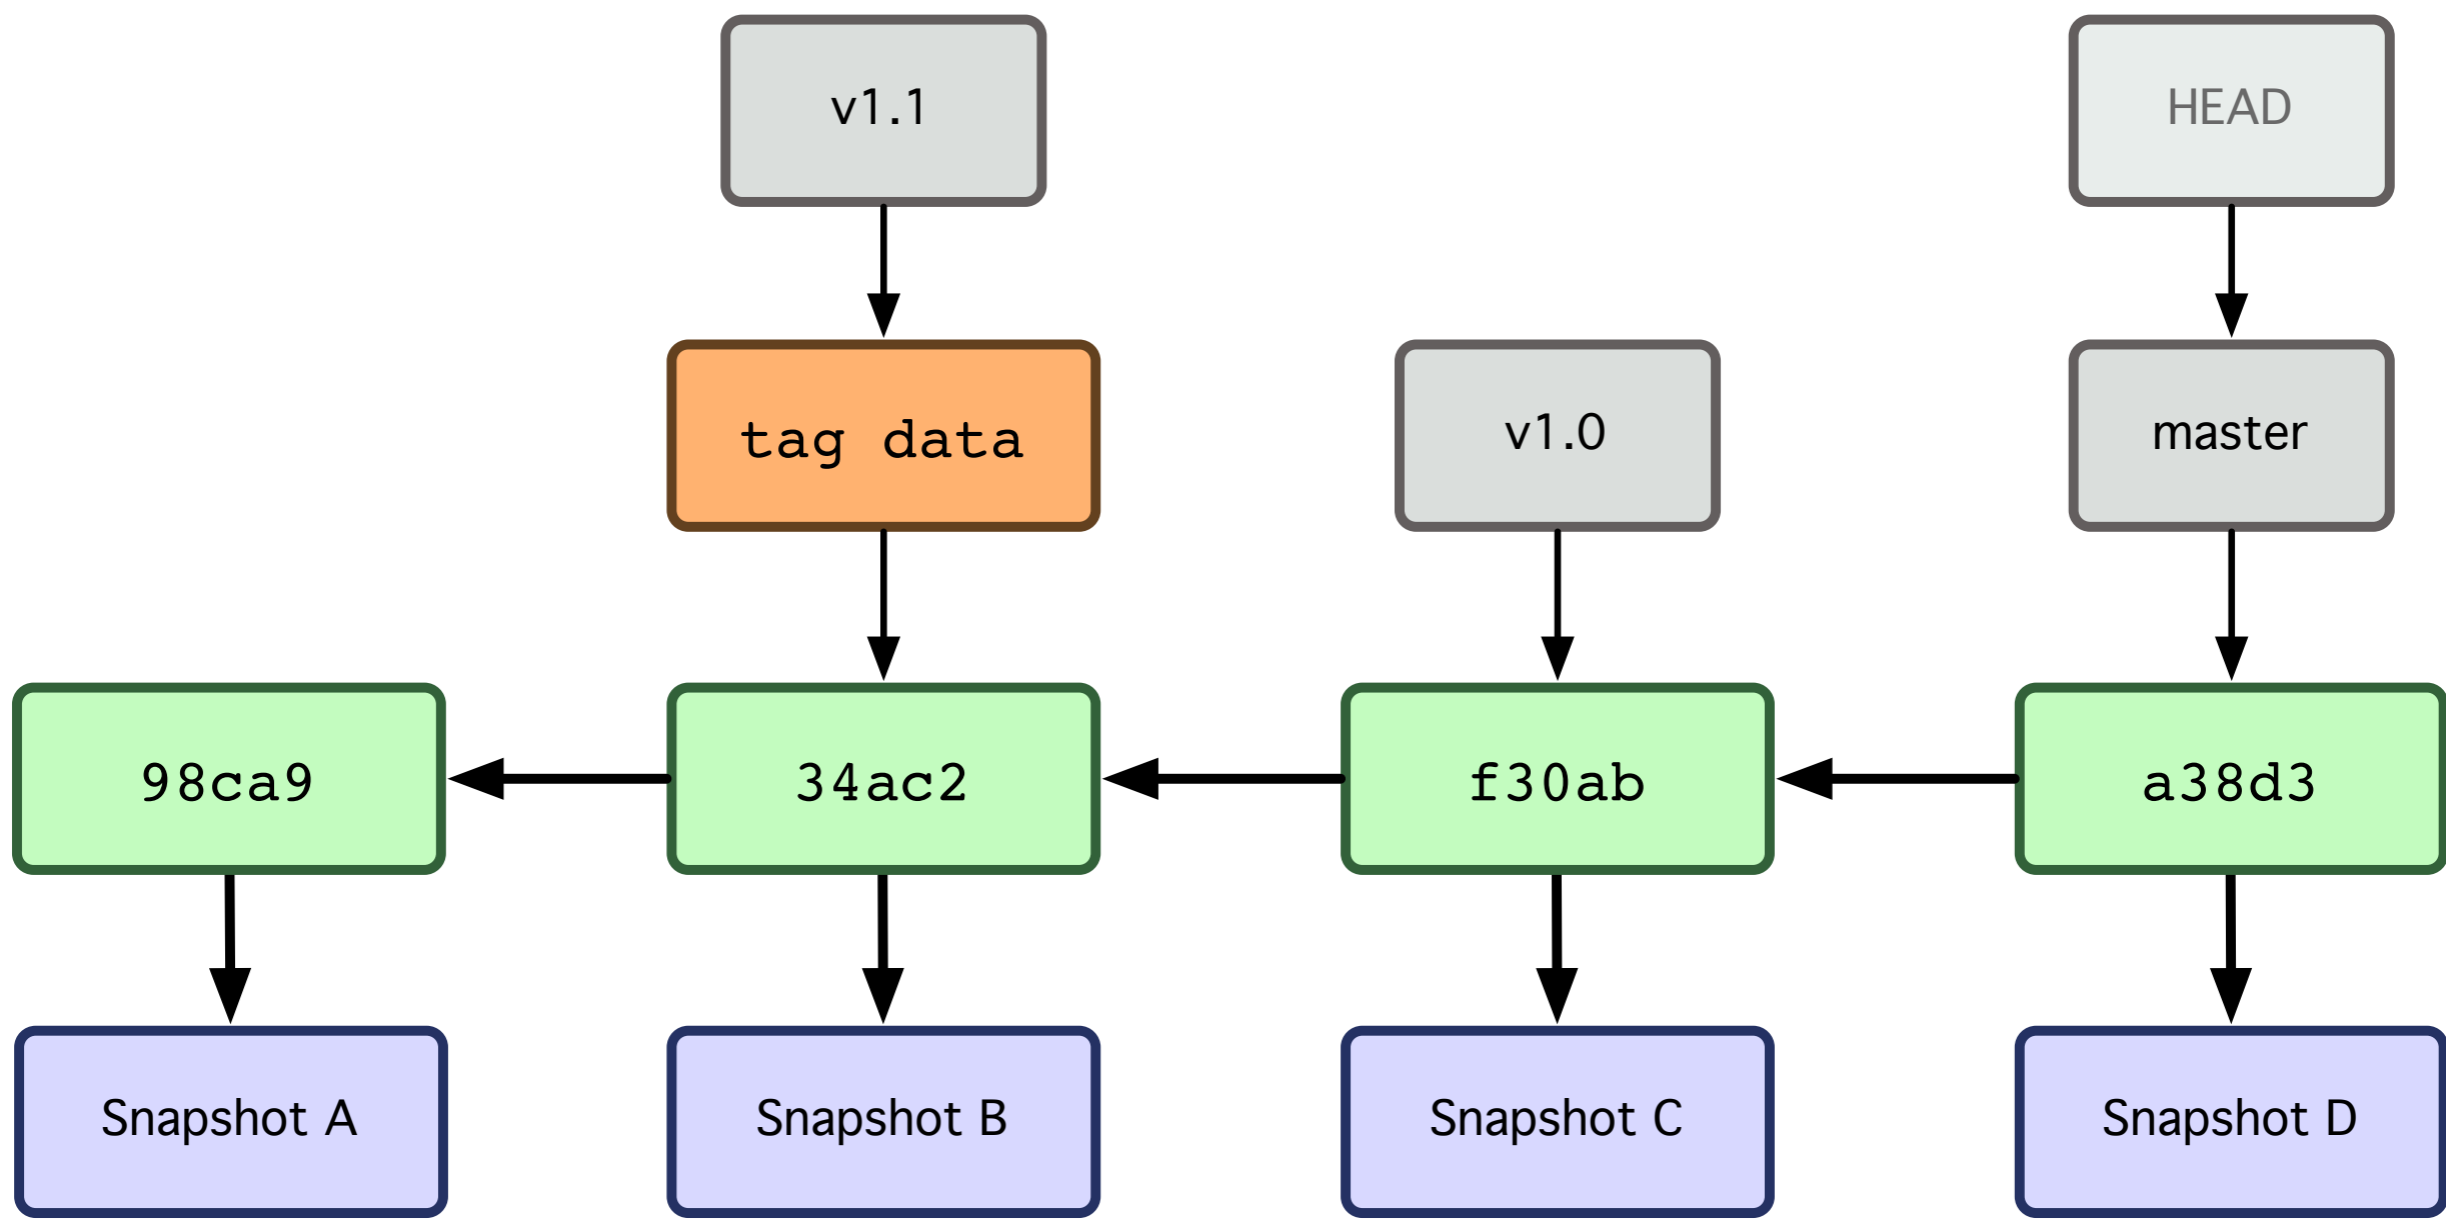 v1.1
HEAD
tag data
v1.0
master
98ca9
34ac2
f30ab
a38d3
Snapshot A
Snapshot B
Snapshot C
Snapshot D